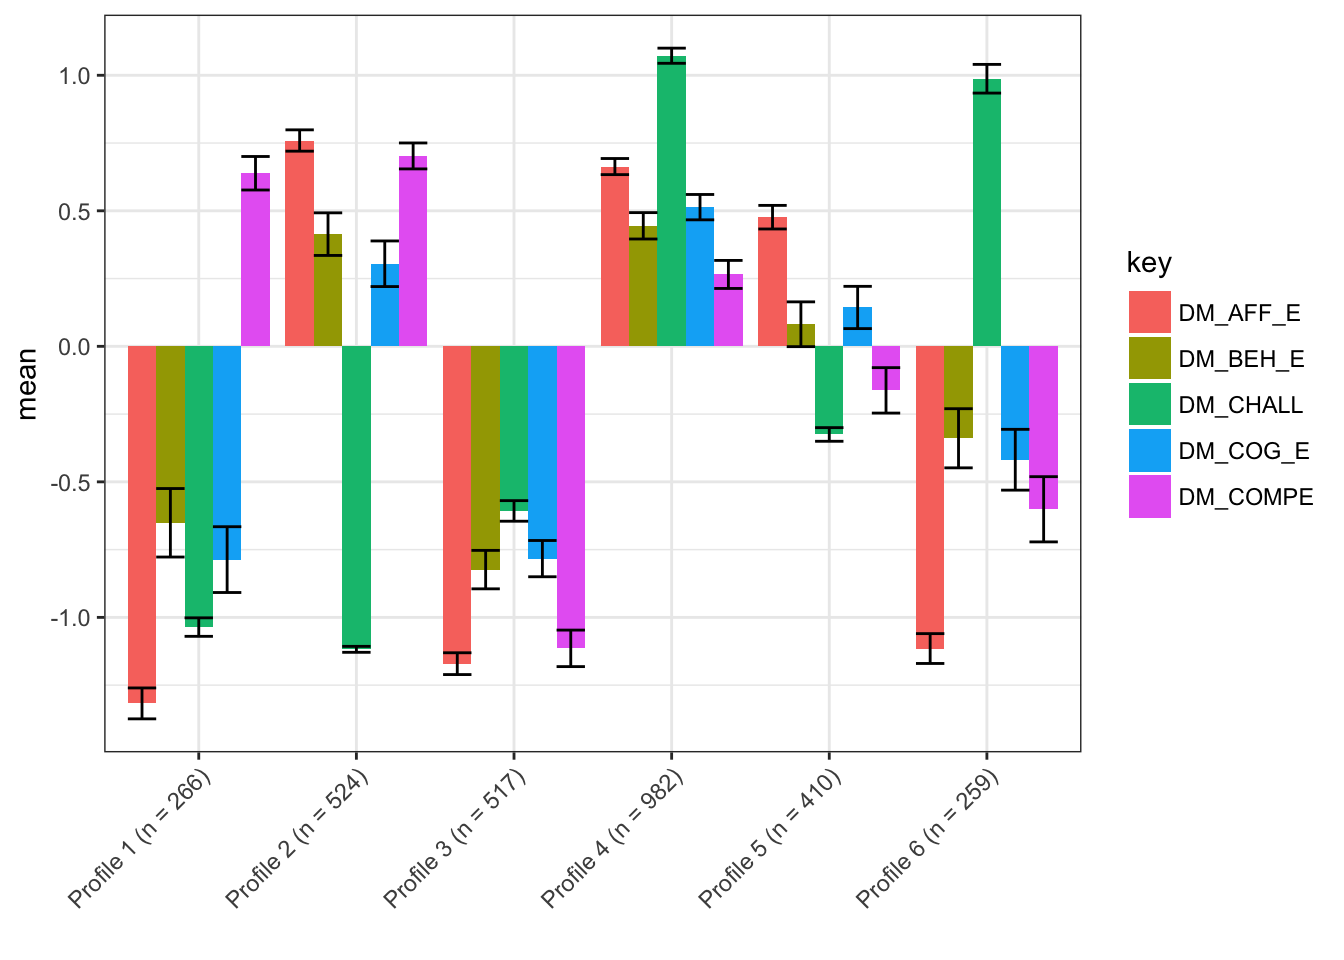 1.0
0.5
0.0
-0.5
-1.0
mean
Profile 1 (n = 266)
Profile 2 (n = 524)
Profile 3 (n = 517)
Profile 4 (n = 982)
Profile 5 (n = 410)
Profile 6 (n = 259)
key
DM_AFF_E
DM_BEH_E
DM_CHALL
DM_COG_E
DM_COMPE